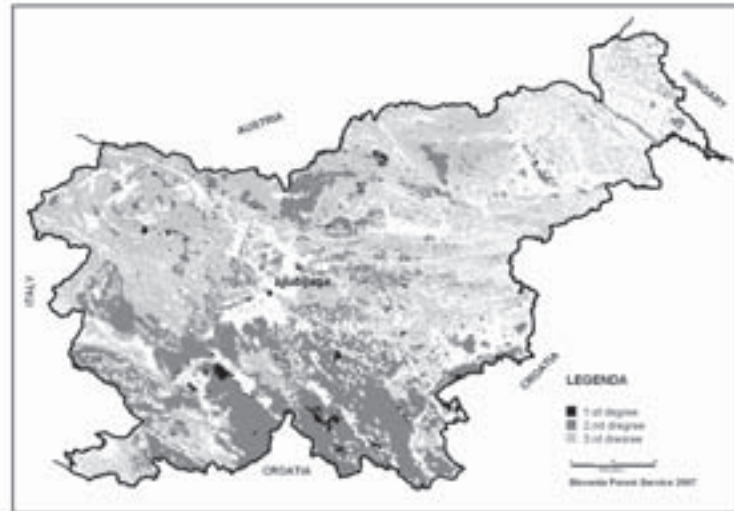 AUSTRIA
HUNGARY
ITALY
Ljubljana
CROATIA
CROATIA
LEGENDA
1.st degree
2.nd degree
3.rd degree
Slovenia Forest Service 2007